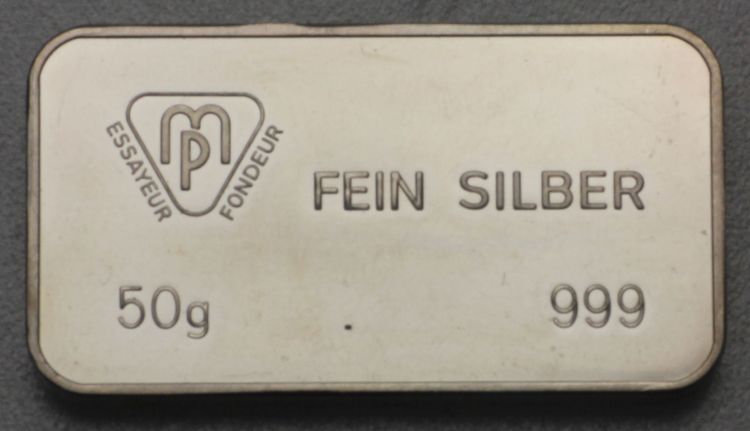 MP
ESSAYEUR FONDEUR
FEIN SILBER
50g 999